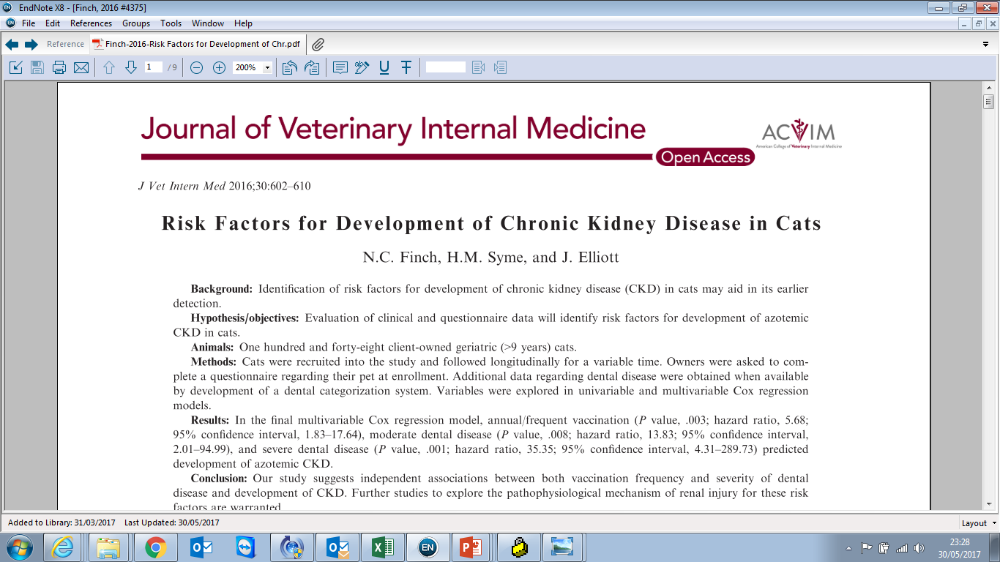 EndNote X8 - [Finch, 2016 #4375]
File Edit References Groups Tools Window Help
Reference Finch-2016-Risk Factors for Development of Chr.pdf
1 / 9 200%
Journal of Veterinary Internal Medicine
ACVIM
American College of Veterinary Internal Medicine
Open Access
J Vet Intern Med 2016;30:602–610
Risk Factors for Development of Chronic Kidney Disease in Cats
N.C. Finch, H.M. Syme, and J. Elliott
Background: Identification of risk factors for development of chronic kidney disease (CKD) in cats may aid in its earlier
detection.
Hypothesis/objectives: Evaluation of clinical and questionnaire data will identify risk factors for development of azotemic
CKD in cats.
Animals: One hundred and forty-eight client-owned geriatric (>9 years) cats.
Methods: Cats were recruited into the study and followed longitudinally for a variable time. Owners were asked to com-
plete a questionnaire regarding their pet at enrollment. Additional data regarding dental disease were obtained when available
by development of a dental categorization system. Variables were explored in univariable and multivariable Cox regression
models.
Results: In the final multivariable Cox regression model, annual/frequent vaccination (P value, .003; hazard ratio, 5.68;
95% confidence interval, 1.83–17.64), moderate dental disease (P value, .008; hazard ratio, 13.83; 95% confidence interval,
2.01–94.99), and severe dental disease (P value, .001; hazard ratio, 35.35; 95% confidence interval, 4.31–289.73) predicted
development of azotemic CKD.
Conclusion: Our study suggests independent associations between both vaccination frequency and severity of dental
disease and development of CKD. Further studies to explore the pathophysiological mechanism of renal injury for these risk
factors are warranted.
Added to Library: 31/03/2017 Last Updated: 30/05/2017
Layout
23:28
30/05/2017